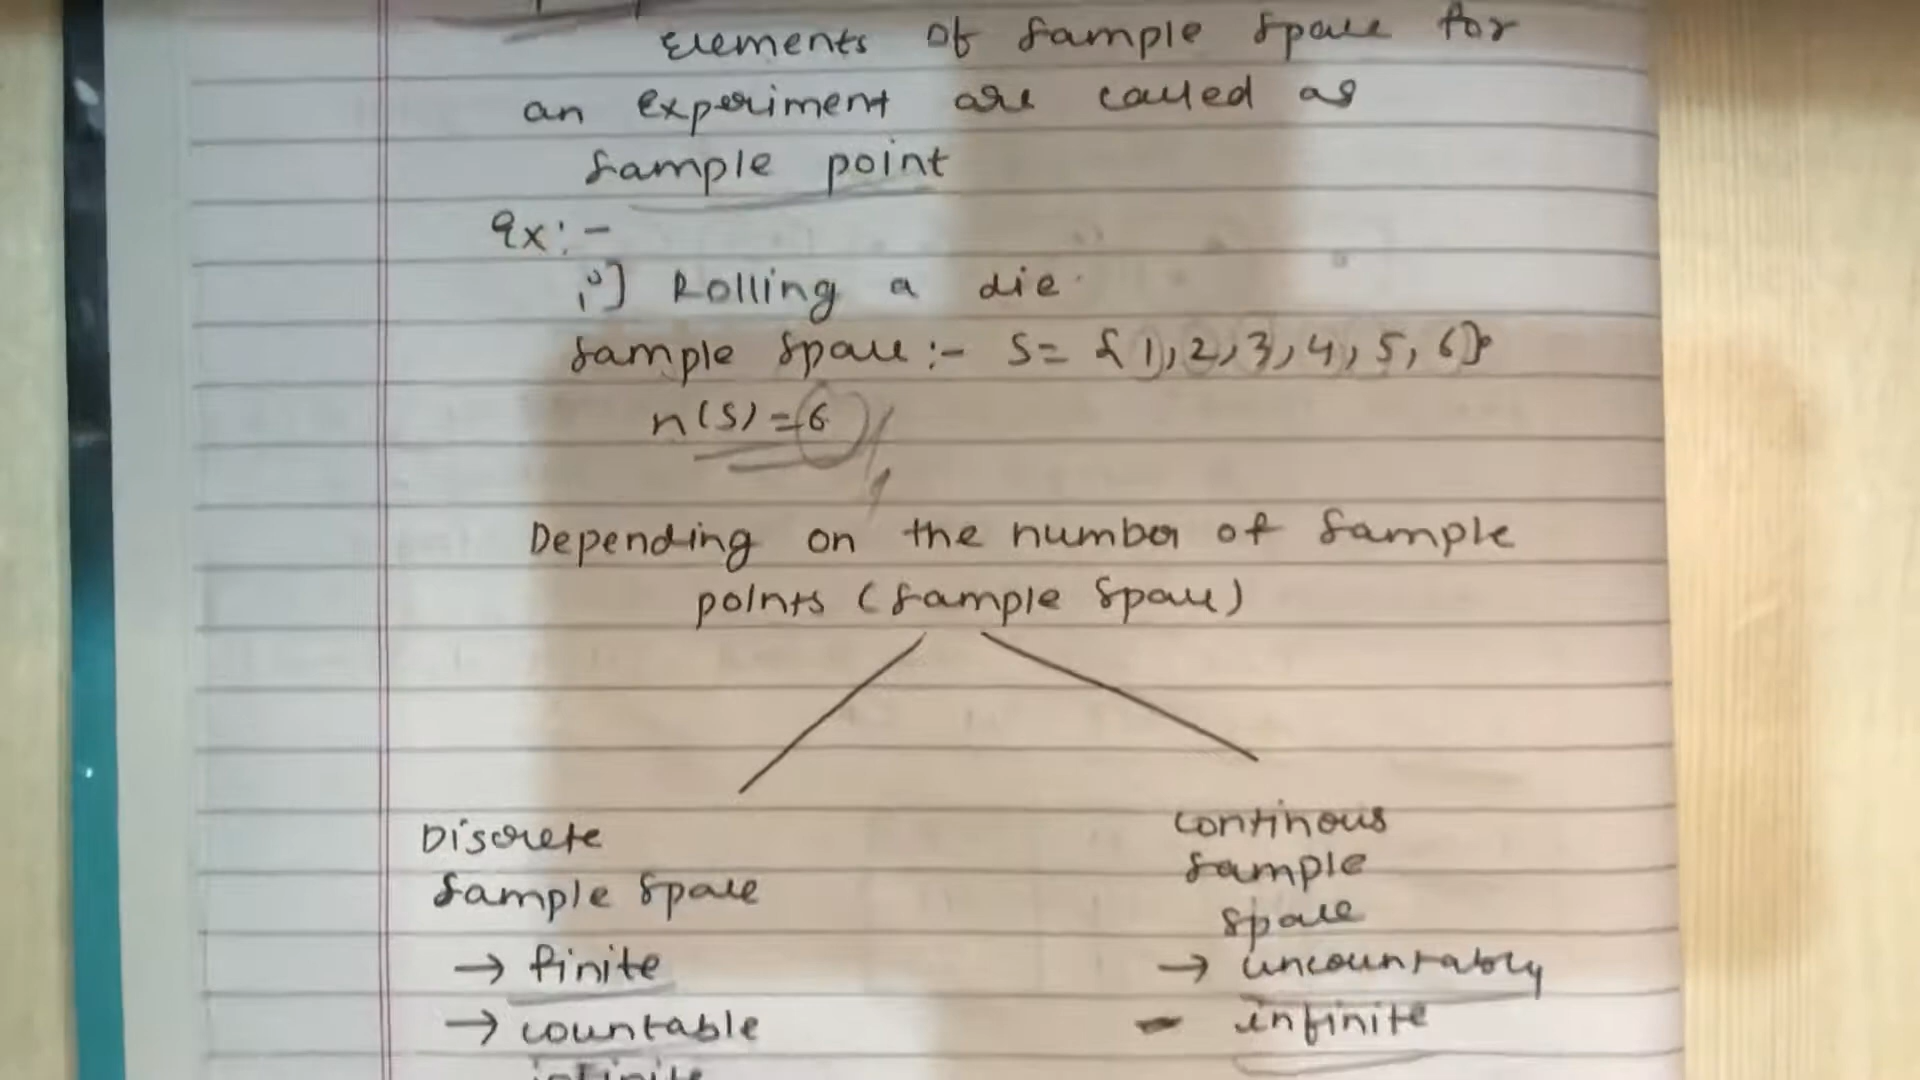 Elements of sample space for
an experiment are called as
sample point
ex:-
i] Rolling a die
sample space:- S= {1,2,3,4,5,6}
n(S)=6
Depending on the number of sample
points (sample space)
Discrete
sample space
→ finite
→ countable
infinite
continous
sample
space
→ uncountably
- infinite